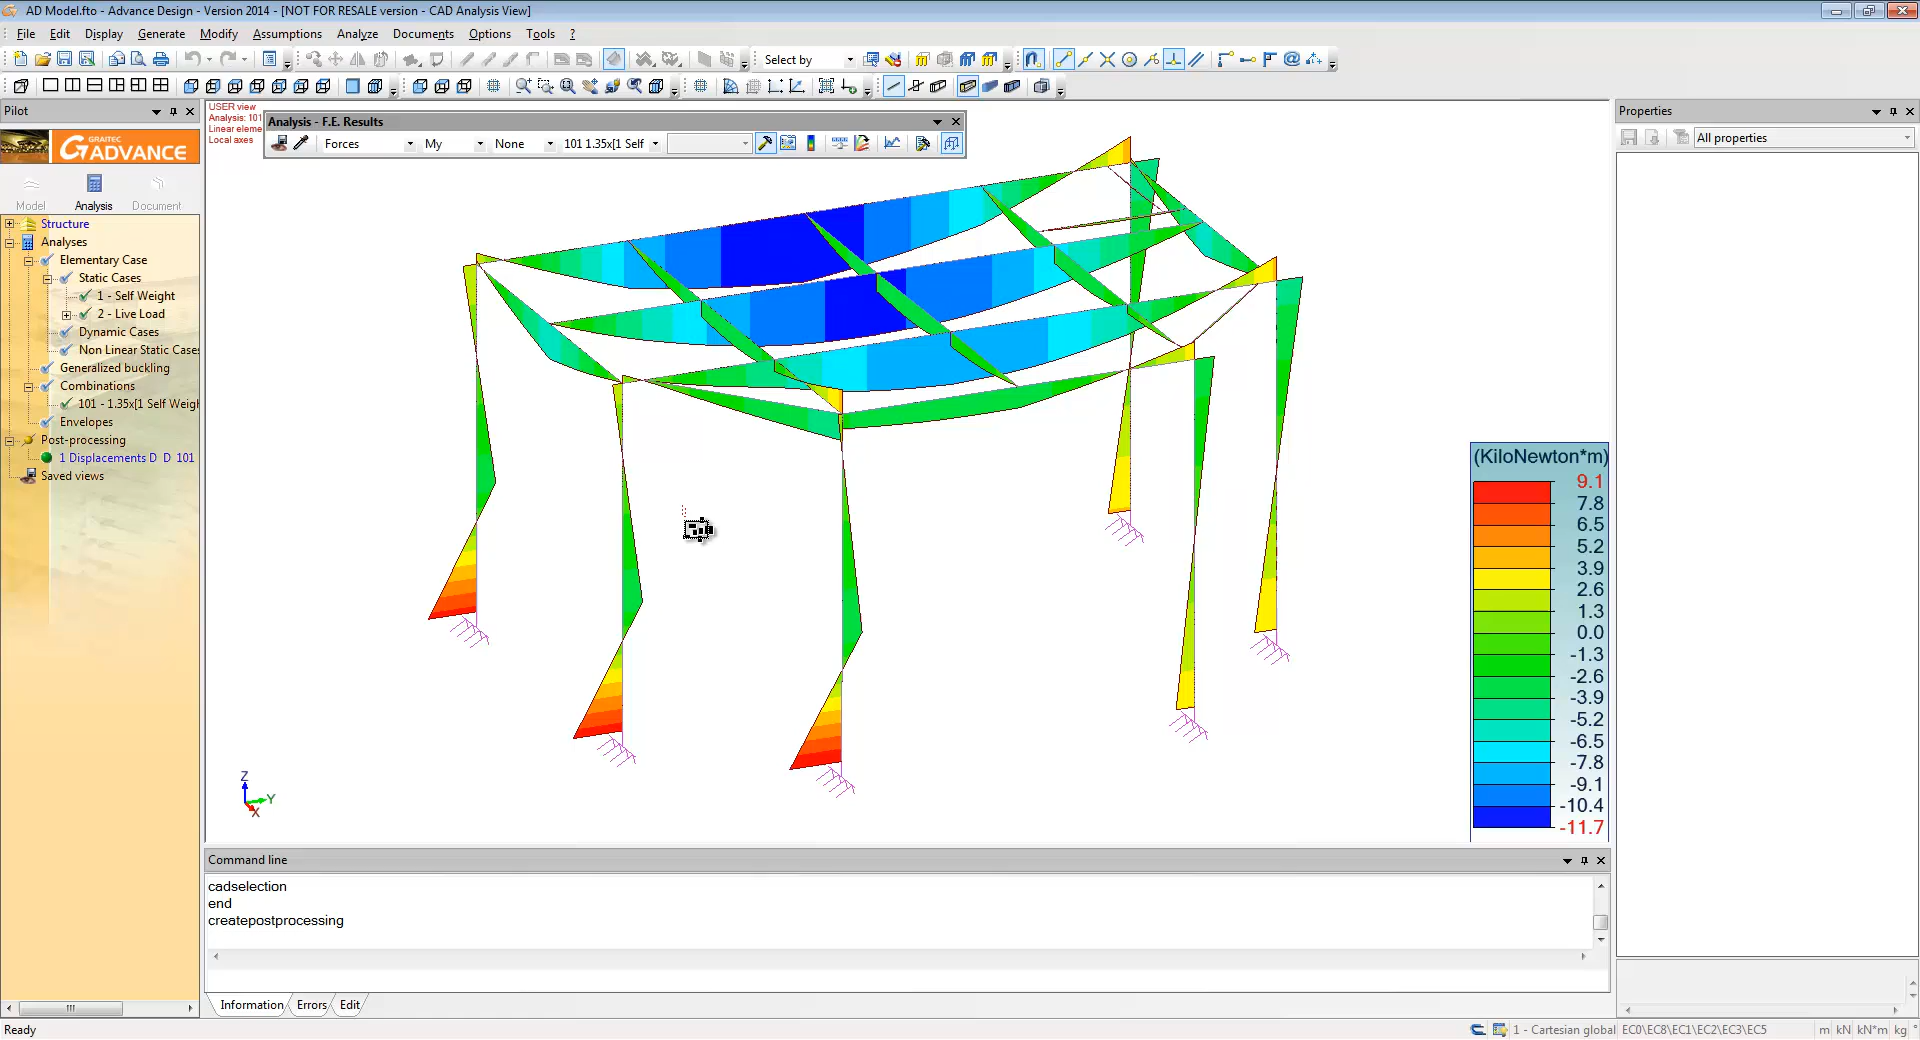 AD Model.fto - Advance Design - Version 2014 - [NOT FOR RESALE version - CAD Analysis View]
File Edit Display Generate Modify Assumptions Analyze Documents Options Tools ?
Select by
Pilot
GRAITEC
ADVANCE
Model Analysis Document
Structure
Analyses
Elementary Case
Static Cases
1 - Self Weight
2 - Live Load
Dynamic Cases
Non Linear Static Cases
Generalized buckling
Combinations
101 - 1.35x[1 Self Weigh
Envelopes
Post-processing
1 Displacements D D 101
Saved views
USER view
Analysis: 101
Linear eleme
Local axes
Analysis - F.E. Results
Forces My None 101 1.35x[1 Self
(KiloNewton*m)
9.1
7.8
6.5
5.2
3.9
2.6
1.3
0.0
-1.3
-2.6
-3.9
-5.2
-6.5
-7.8
-9.1
-10.4
-11.7
Z
Y
X
Properties
All properties
Command line
cadselection
end
createpostprocessing
Information Errors Edit
Ready
1 - Cartesian global EC0\EC8\EC1\EC2\EC3\EC5 m kN kN*m kg °